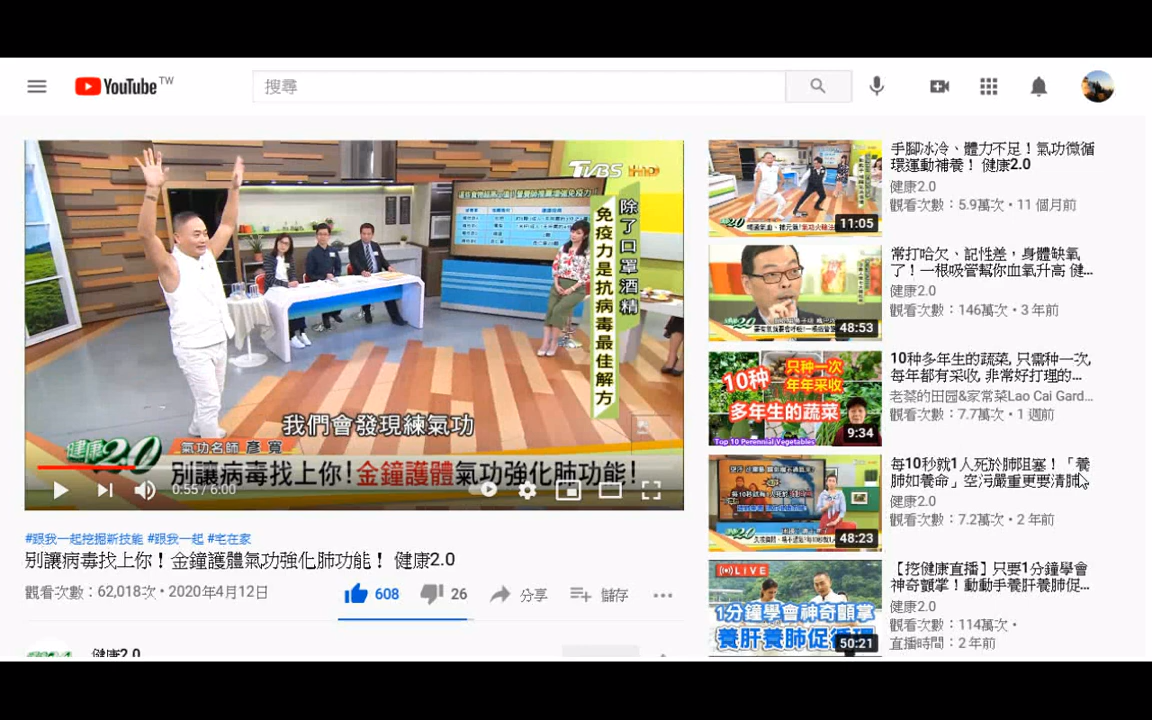 YouTube TW
搜尋
TVBS HD
除了口罩酒精
免疫力是抗病毒最佳解方
我們會發現練氣功
健康2.0
氣功名師 彥寬
別讓病毒找上你!金鐘護體氣功強化肺功能!
0:55 / 6:00
#跟我一起挖掘新技能 #跟我一起 #宅在家
別讓病毒找上你！金鐘護體氣功強化肺功能！ 健康2.0
觀看次數：62,018次 • 2020年4月12日
608
26
分享
儲存
健康2.0
11:05
手腳冰冷、體力不足！氣功微循
環運動補養！ 健康2.0
健康2.0
觀看次數：5.9萬次 • 11 個月前
48:53
常打哈欠、記性差，身體缺氧
了！一根吸管幫你血氧升高 健...
健康2.0
觀看次數：146萬次 • 3 年前
10种
只种一次
年年采收
多年生的蔬菜
Top 10 Perennial Vegetables
9:34
10种多年生的蔬菜, 只需种一次,
每年都有采收, 非常好打理的...
老菜的田园&家常菜Lao Cai Gard...
觀看次數：7.7萬次 • 1 週前
48:23
每10秒就1人死於肺阻塞！「養
肺如養命」空污嚴重更要清肺...
健康2.0
觀看次數：7.2萬次 • 2 年前
LIVE
1分鐘學會神奇顫掌
養肝養肺促循環
50:21
【挖健康直播】只要1分鐘學會
神奇顫掌！動動手養肝養肺促...
健康2.0
觀看次數：114萬次 •
直播時間：2 年前